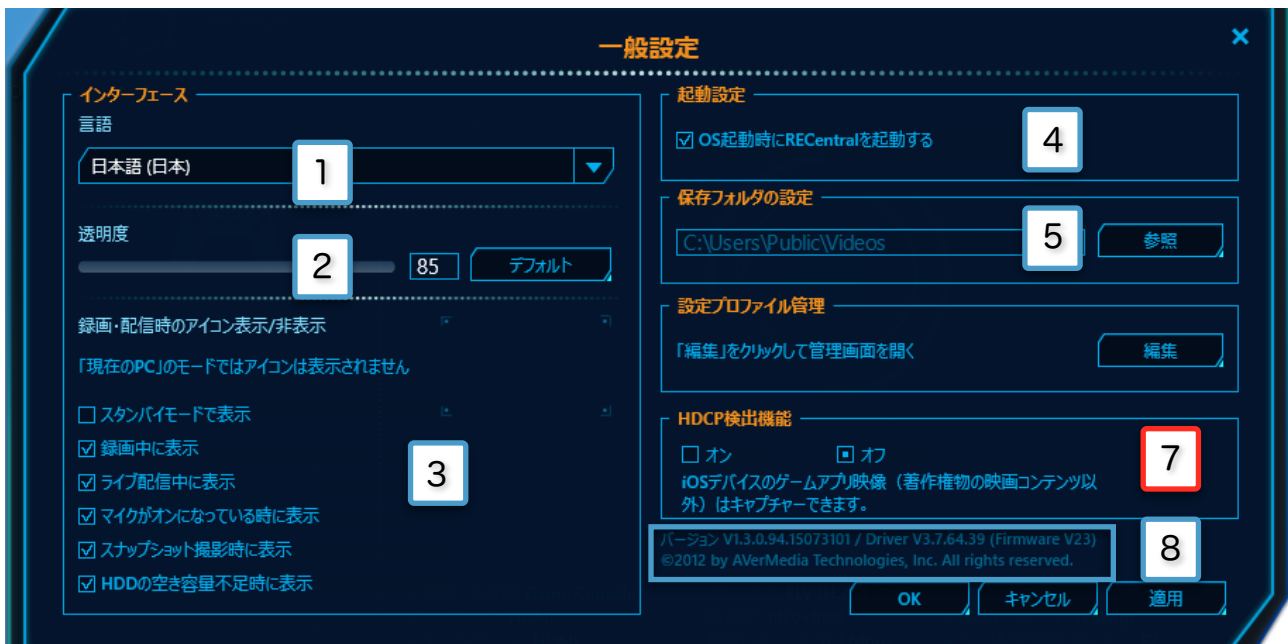 一般設定
×
インターフェース
言語
日本語 (日本)
1
透明度
2
85
デフォルト
録画・配信時のアイコン表示/非表示
「現在のPC」のモードではアイコンは表示されません
スタンバイモードで表示
録画中に表示
ライブ配信中に表示
マイクがオンになっている時に表示
スナップショット撮影時に表示
HDDの空き容量不足時に表示
3
起動設定
OS起動時にRECentralを起動する
4
保存フォルダの設定
C:\Users\Public\Videos
5
参照
設定プロファイル管理
「編集」をクリックして管理画面を開く
編集
HDCP検出機能
オン オフ
7
iOSデバイスのゲームアプリ映像（著作権物の映画コンテンツ以
外）はキャプチャーできます。
バージョン V1.3.0.94.15073101 / Driver V3.7.64.39 (Firmware V23)
©2012 by AVerMedia Technologies, Inc. All rights reserved.
8
OK
キャンセル
適用